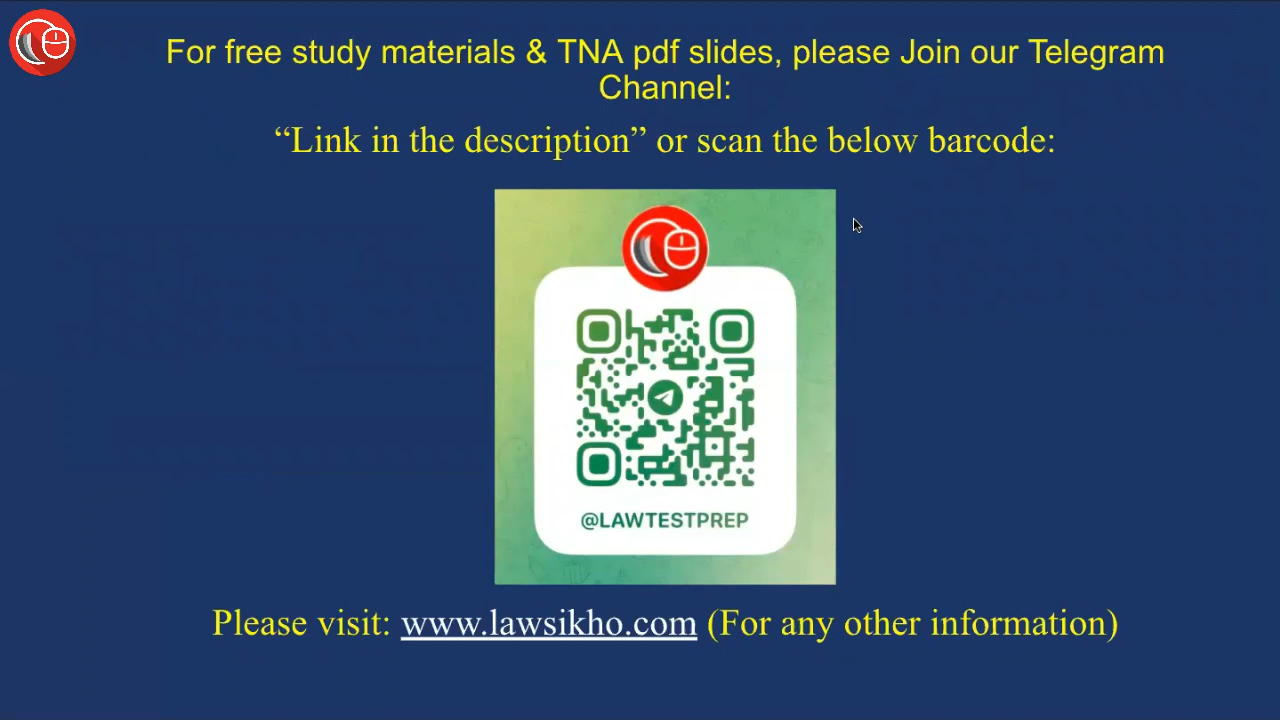 For free study materials & TNA pdf slides, please Join our Telegram
Channel:
“Link in the description” or scan the below barcode:
@LAWTESTPREP
Please visit: www.lawsikho.com (For any other information)